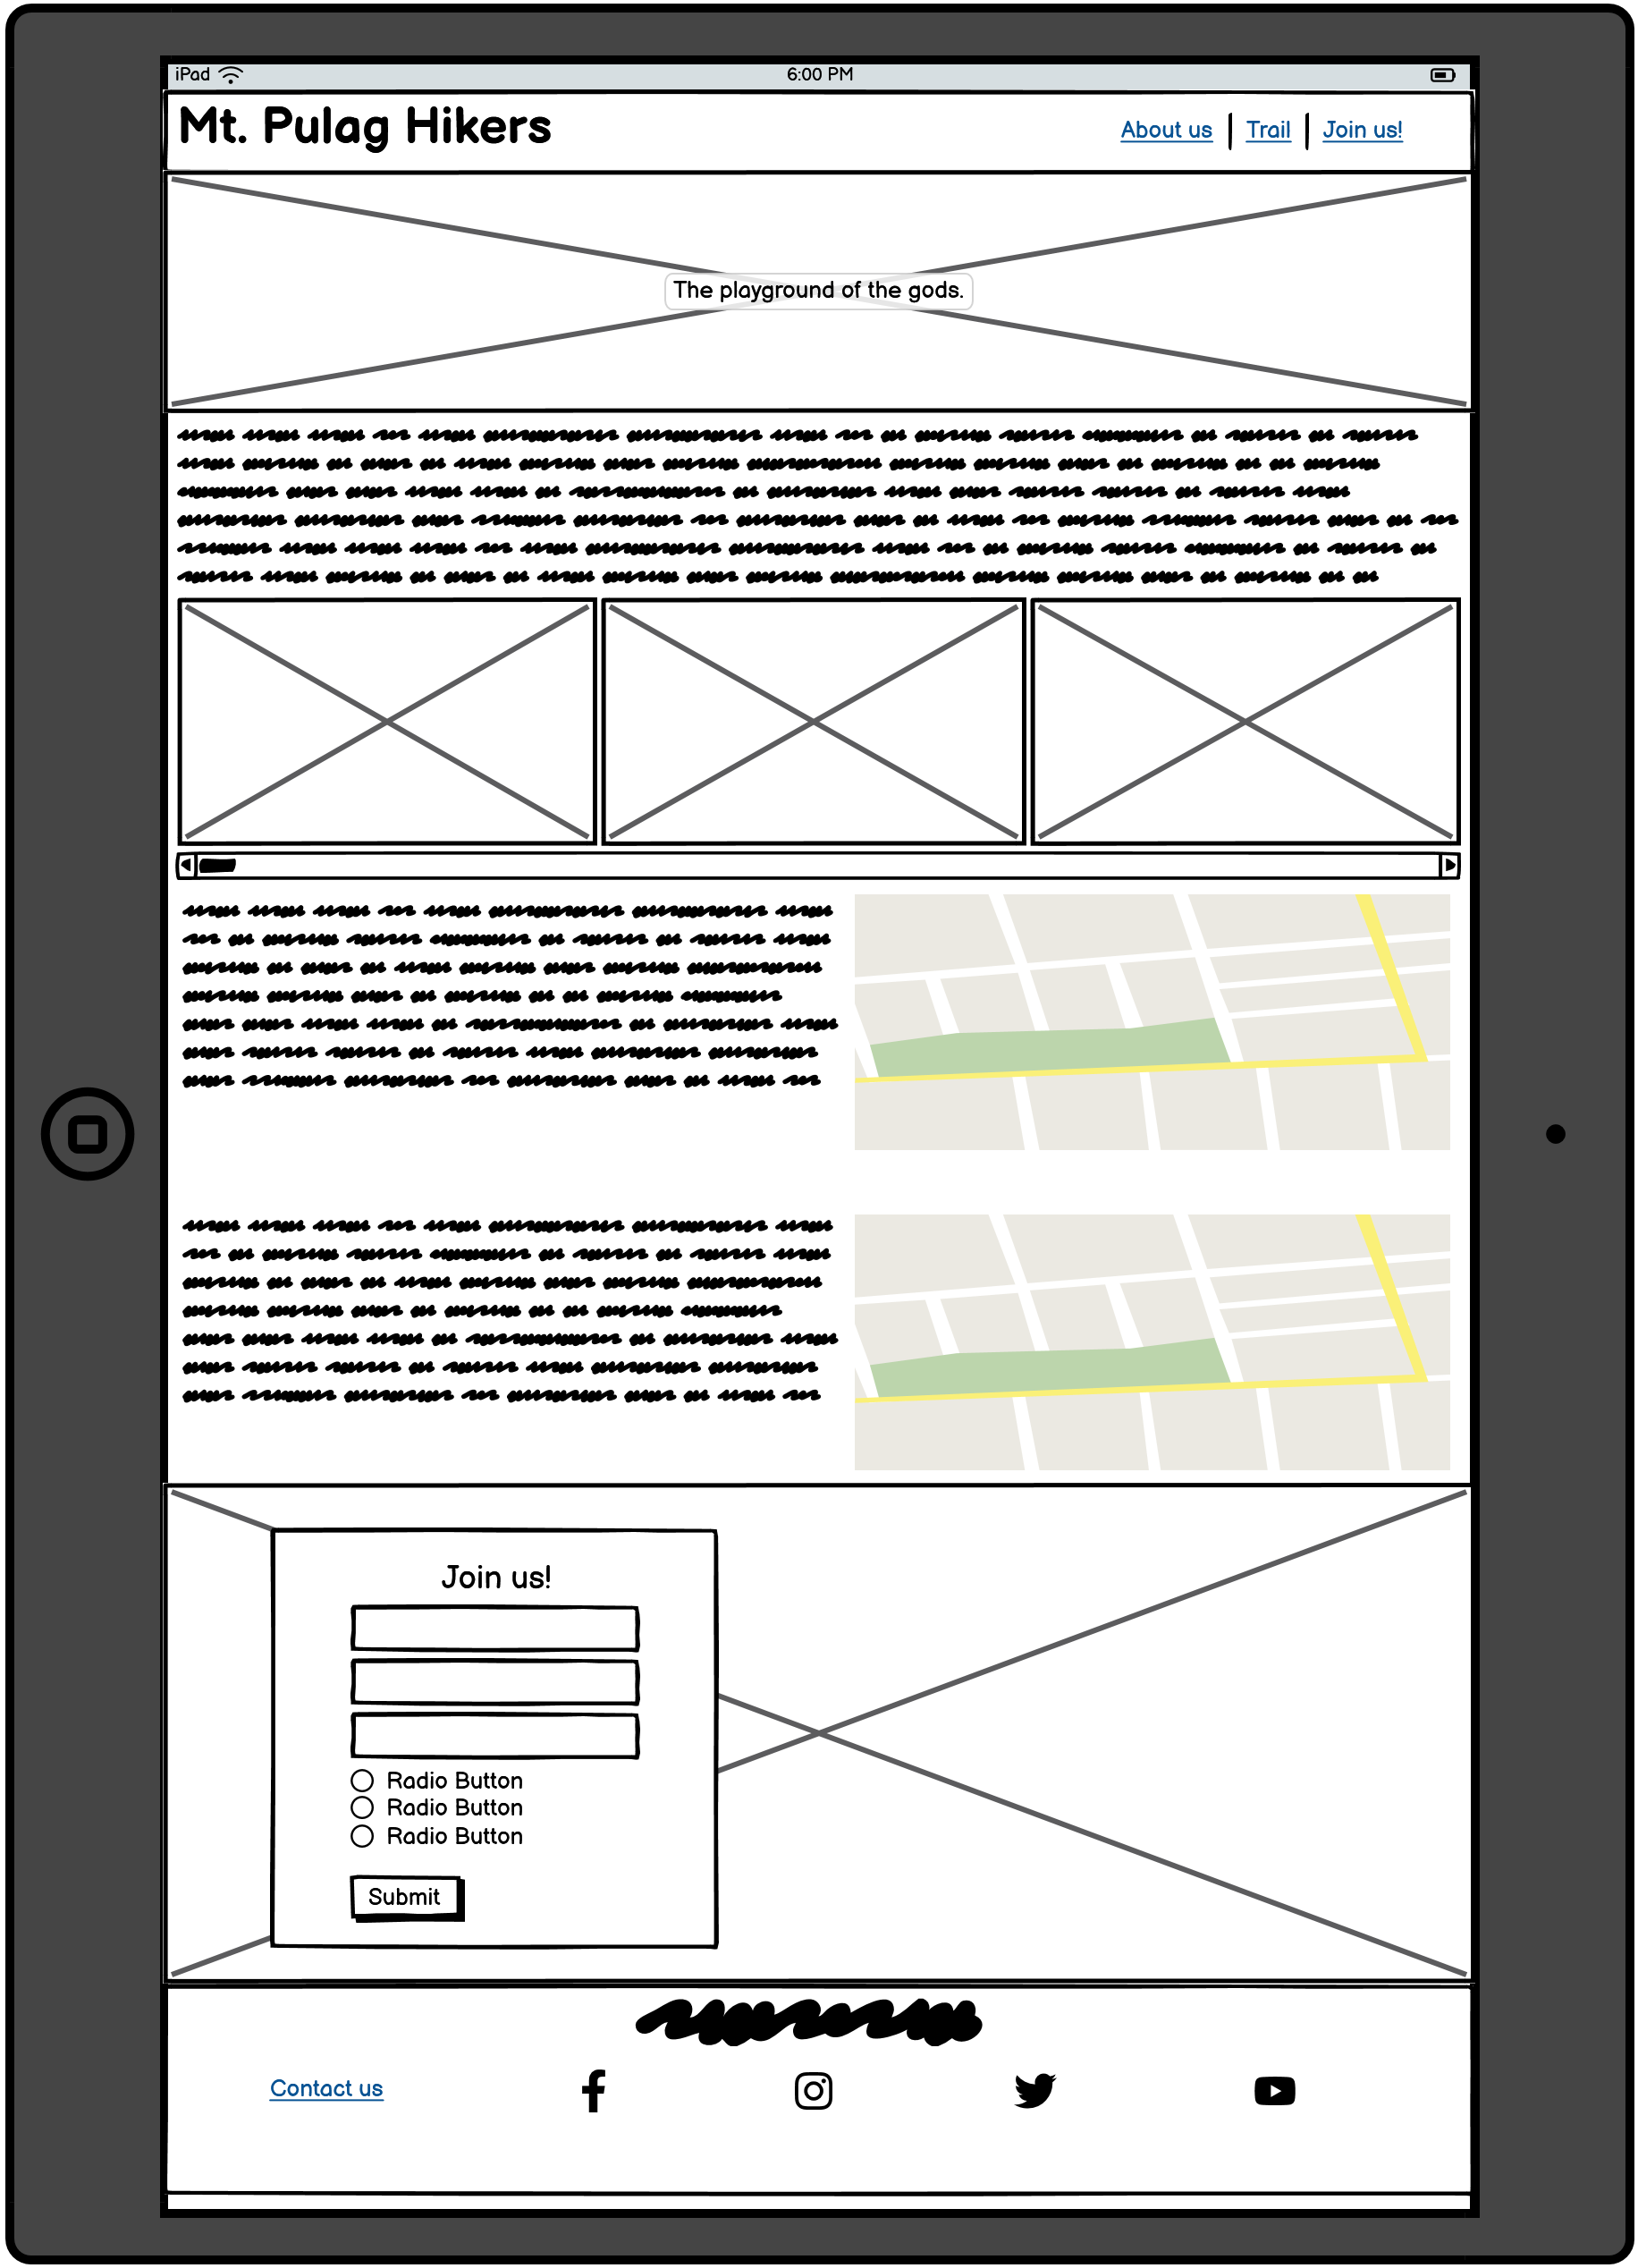 iPad 6:00 PM
Mt. Pulag Hikers About us Trail Join us!
The playground of the gods.
Join us!
Radio Button
Radio Button
Radio Button
Submit
Contact us